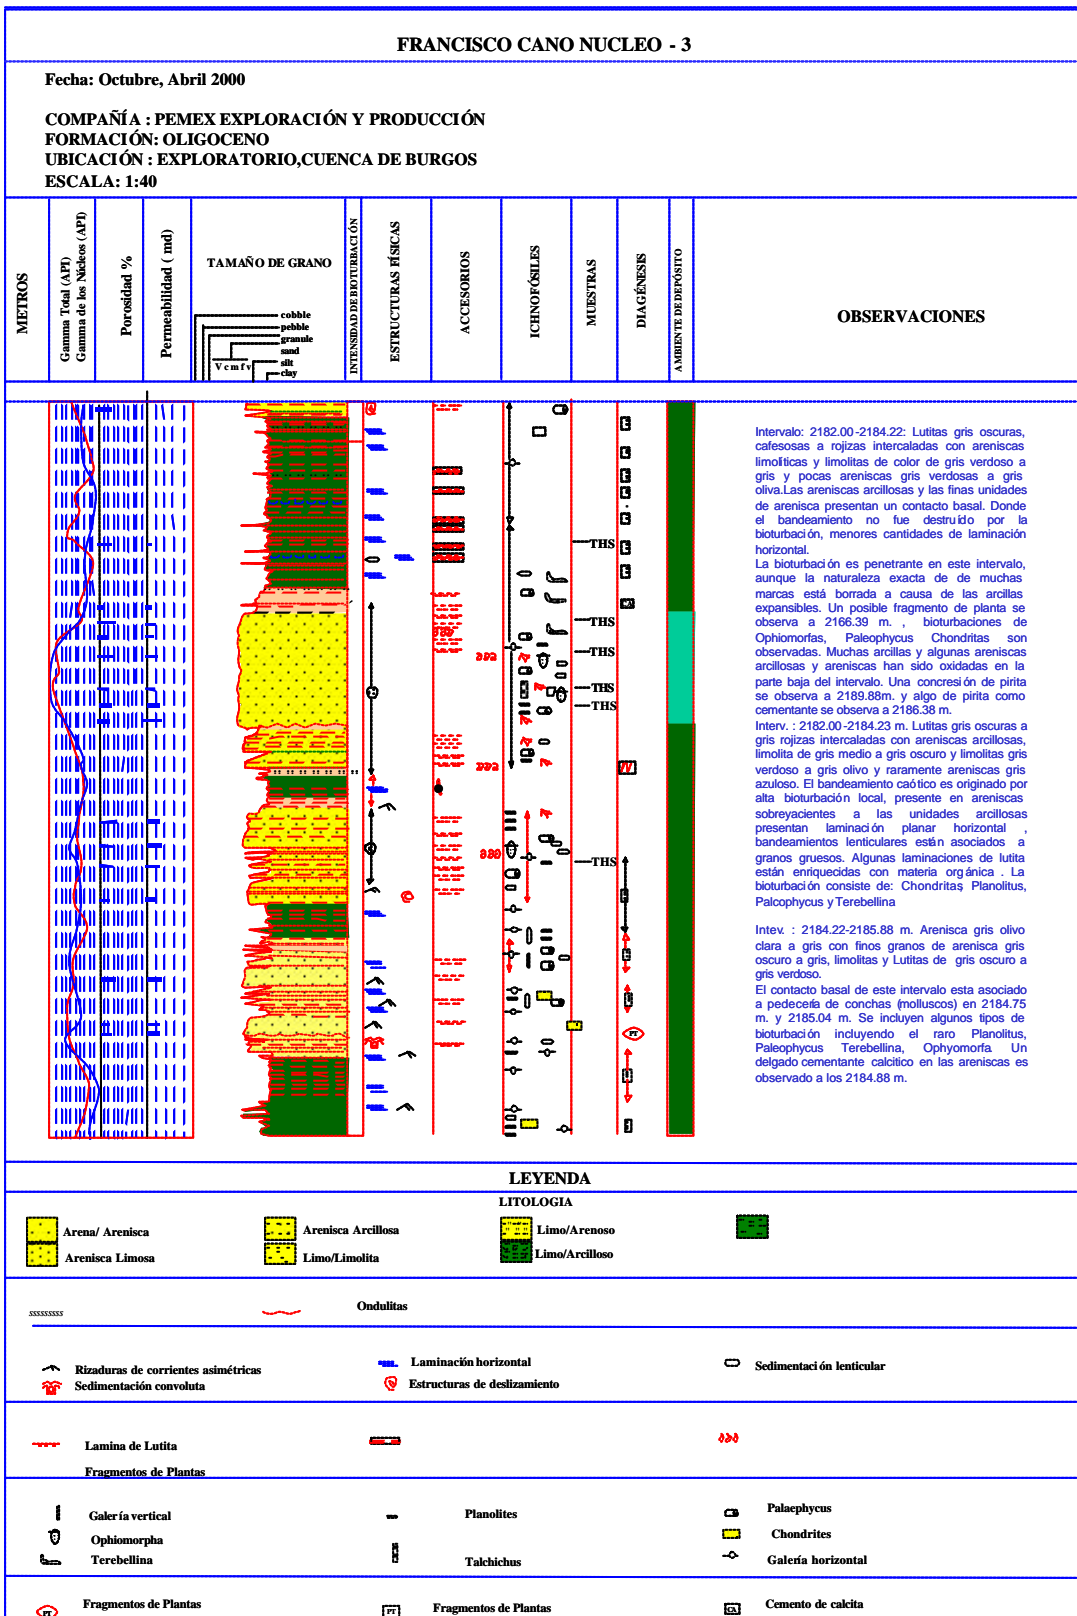 FRANCISCO CANO NUCLEO - 3
Fecha: Octubre, Abril 2000
COMPAÑÍA : PEMEX EXPLORACIÓN Y PRODUCCIÓN
FORMACIÓN: OLIGOCENO
UBICACIÓN : EXPLORATORIO,CUENCA DE BURGOS
ESCALA: 1:40
METROS
Gamma Total (API)
Gamma de los Núcleos (API)
Porosidad %
Permeabilidad ( md)
TAMAÑO DE GRANO
cobble
pebble
granule
sand
V c m f v
silt
clay
INTENSIDAD DE BIOTURBACIÓN
ESTRUCTURAS FÍSICAS
ACCESORIOS
ICHNOFÓSILES
MUESTRAS
DIAGÉNESIS
AMBIENTE DE DEPÓSITO
OBSERVACIONES
THS
THS
THS
THS
THS
THS
PT
Intervalo: 2182.00-2184.22: Lutitas gris oscuras,
cafesosas a rojizas intercaladas con areniscas
limolíticas y limolitas de color de gris verdoso a
gris y pocas areniscas gris verdosas a gris
oliva.Las areniscas arcillosas y las finas unidades
de arenisca presentan un contacto basal. Donde
el bandeamiento no fue destruído por la
bioturbación, menores cantidades de laminación
horizontal.
La bioturbación es penetrante en este intervalo,
aunque la naturaleza exacta de de muchas
marcas está borrada a causa de las arcillas
expansibles. Un posible fragmento de planta se
observa a 2166.39 m. , bioturbaciones de
Ophiomorfas, Paleophycus Chondritas son
observadas. Muchas arcillas y algunas areniscas
arcillosas y areniscas han sido oxidadas en la
parte baja del intervalo. Una concresión de pirita
se observa a 2189.88m. y algo de pirita como
cementante se observa a 2186.38 m.
Interv. : 2182.00-2184.23 m. Lutitas gris oscuras a
gris rojizas intercaladas con areniscas arcillosas,
limolita de gris medio a gris oscuro y limolitas gris
verdoso a gris olivo y raramente areniscas gris
azuloso. El bandeamiento caótico es originado por
alta bioturbación local, presente en areniscas
sobreyacientes a las unidades arcillosas
presentan laminación planar horizontal ,
bandeamientos lenticulares están asociados a
granos gruesos. Algunas laminaciones de lutita
están enriquecidas con materia orgánica . La
bioturbación consiste de: Chondritas, Planolitus,
Palcophycus y Terebellina
Intev. : 2184.22-2185.88 m. Arenisca gris olivo
clara a gris con finos granos de arenisca gris
oscuro a gris, limolitas y Lutitas de gris oscuro a
gris verdoso.
El contacto basal de este intervalo esta asociado
a pedecería de conchas (molluscos) en 2184.75
m. y 2185.04 m. Se incluyen algunos tipos de
bioturbación incluyendo el raro Planolitus,
Paleophycus Terebellina, Ophyomorfa. Un
delgado cementante calcitico en las areniscas es
observado a los 2184.88 m.
LEYENDA
LITOLOGIA
Arena/ Arenisca
Arenisca Arcillosa
Limo/Arenoso
Arenisca Limosa
Limo/Limolita
Limo/Arcilloso
sssssssss
Ondulitas
Rizaduras de corrientes asimétricas
Laminación horizontal
Sedimentación lenticular
Sedimentación convoluta
Estructuras de deslizamiento
Lamina de Lutita
Fragmentos de Plantas
Galería vertical
Planolites
Palaephycus
Ophiomorpha
Chondrites
Terebellina
Talchichus
Galería horizontal
PT
Fragmentos de Plantas
PT
Fragmentos de Plantas
CA
Cemento de calcita